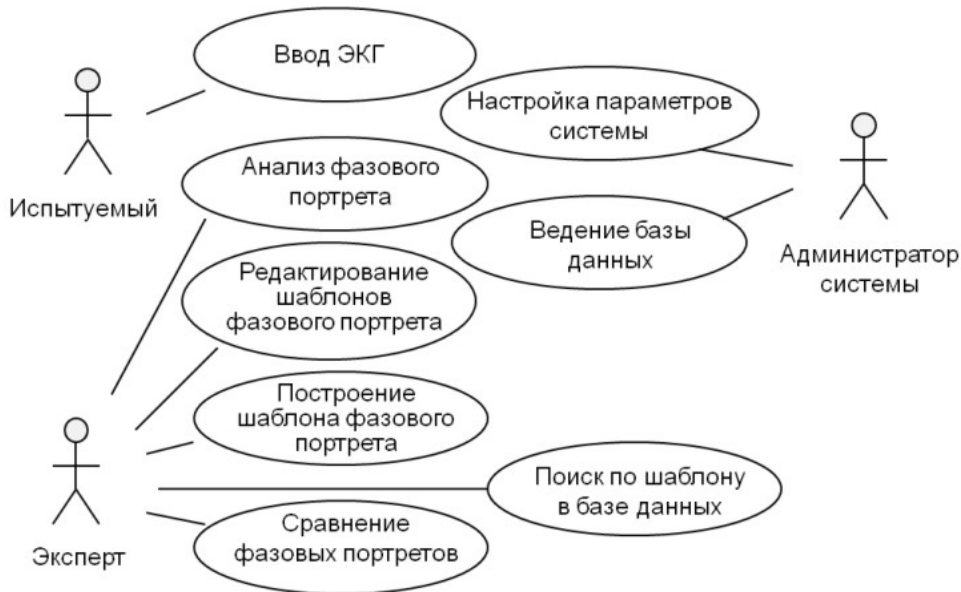 Ввод ЭКГ
Настройка параметров
системы
Испытуемый
Анализ фазового
портрета
Ведение базы
данных
Администратор
системы
Редактирование
шаблонов
фазового портрета
Построение
шаблона фазового
портрета
Поиск по шаблону
в базе данных
Эксперт
Сравнение
фазовых портретов